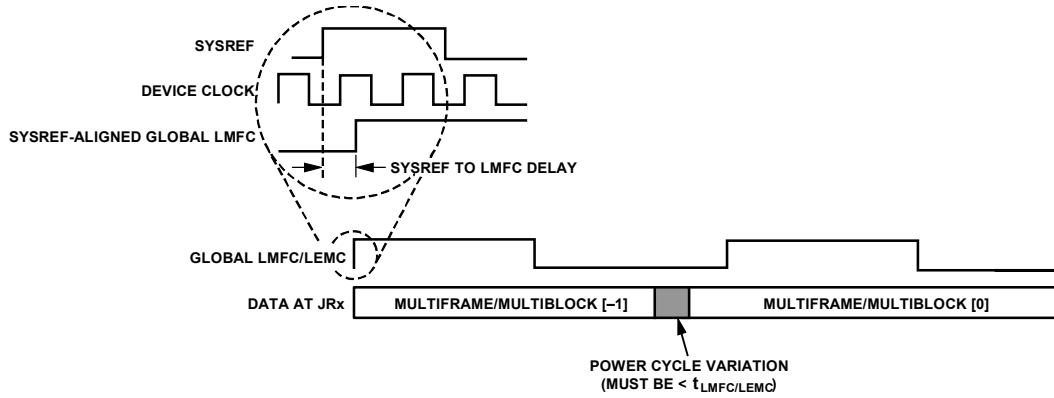 SYSREF
DEVICE CLOCK
SYSREF-ALIGNED GLOBAL LMFC
SYSREF TO LMFC DELAY
GLOBAL LMFC/LEMC
DATA AT JRx
MULTIFRAME/MULTIBLOCK [–1]
MULTIFRAME/MULTIBLOCK [0]
POWER CYCLE VARIATION
(MUST BE < tLMFC/LEMC)